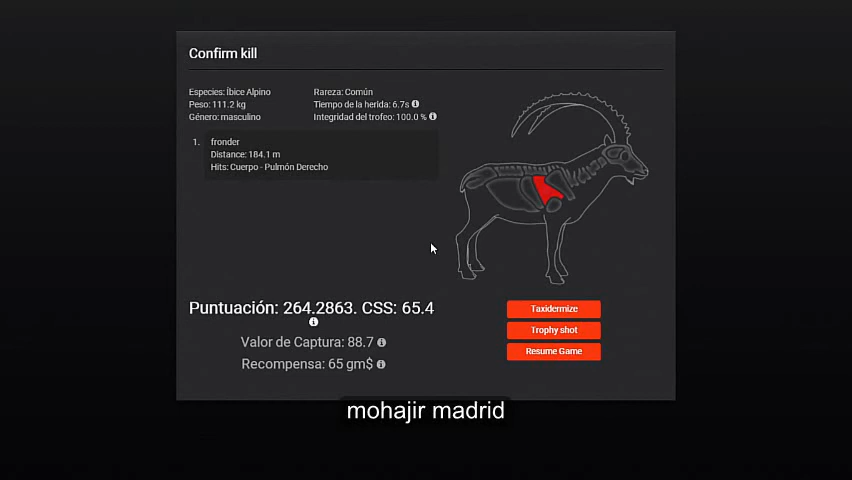 Confirm kill
Especies: Íbice Alpino
Peso: 111.2 kg
Género: masculino
Rareza: Común
Tiempo de la herida: 6.7s
Integridad del trofeo: 100.0 %
1. fronder
Distance: 184.1 m
Hits: Cuerpo - Pulmón Derecho
Puntuación: 264.2863. CSS: 65.4
Valor de Captura: 88.7
Recompensa: 65 gm$
Taxidermize
Trophy shot
Resume Game
mohajir madrid